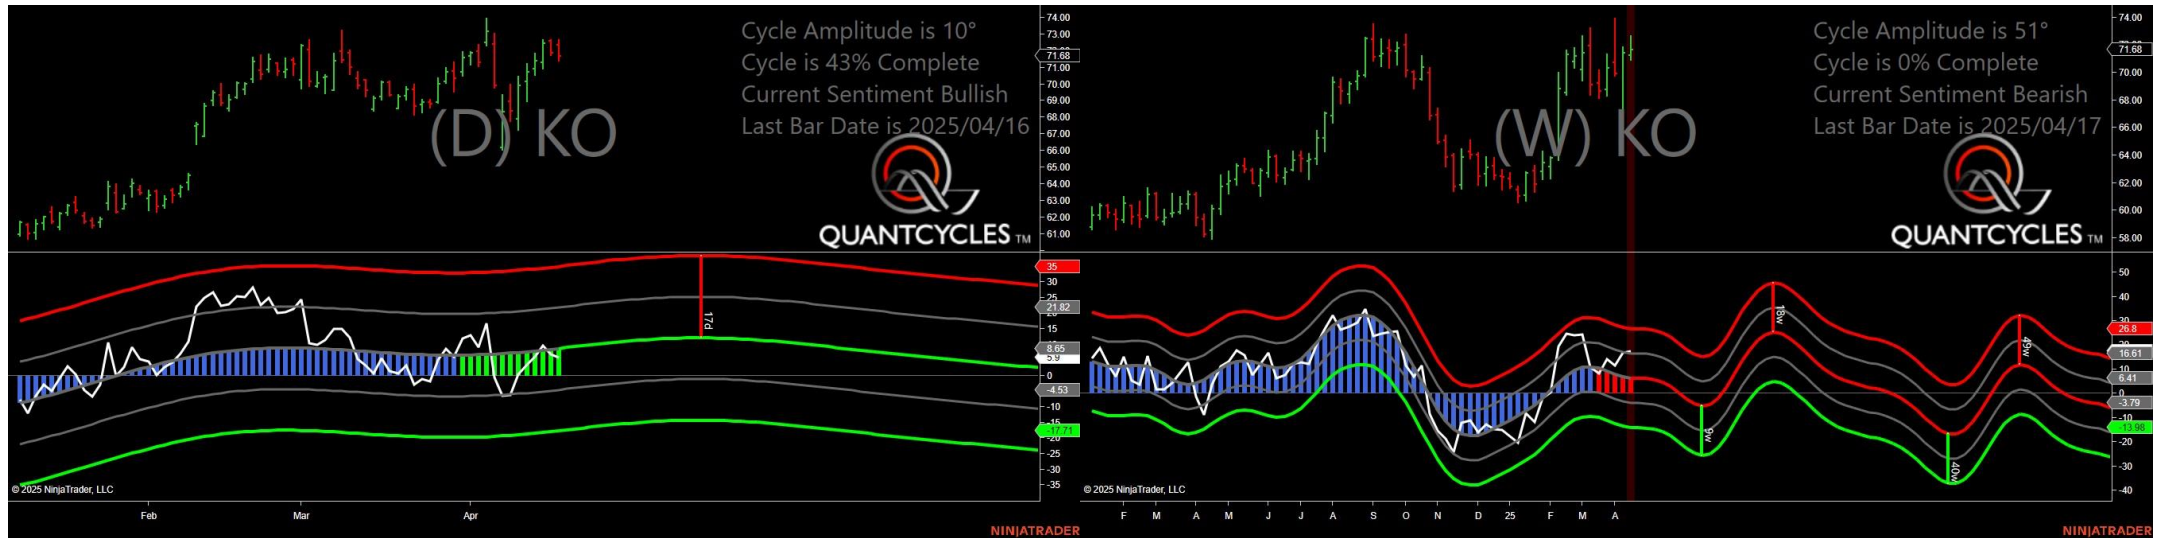 Cycle Amplitude is 10°
Cycle is 43% Complete
Current Sentiment Bullish
Last Bar Date is 2025/04/16
(D) KO
QUANTCYCLES TM
74.00
73.00
71.68
71.00
70.00
69.00
68.00
67.00
66.00
65.00
64.00
63.00
62.00
61.00
35
30
25
21.82
15
8.65
5.9
0
-4.53
-10
-17.71
-25
-30
-35
17d
© 2025 NinjaTrader, LLC
Feb Mar Apr
NINJATRADER
Cycle Amplitude is 51°
Cycle is 0% Complete
Current Sentiment Bearish
Last Bar Date is 2025/04/17
(W) KO
QUANTCYCLES TM
74.00
71.68
70.00
68.00
66.00
64.00
62.00
60.00
58.00
50
40
26.8
16.61
6.41
0
-3.79
-13.98
-20
-30
-40
9w
18w
40w
49w
© 2025 NinjaTrader, LLC
F M A M J J A S O N D 25 F M A
NINJATRADER